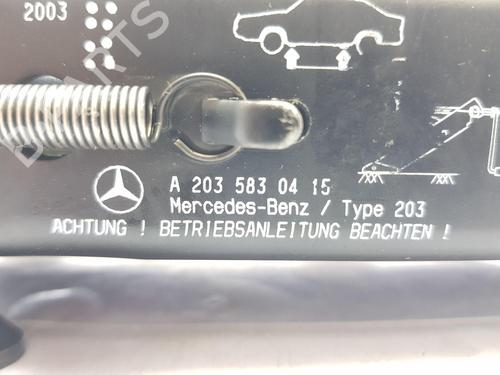 2003
A 203 583 04 15
Mercedes-Benz / Type 203
ACHTUNG ! BETRIEBSANLEITUNG BEACHTEN !